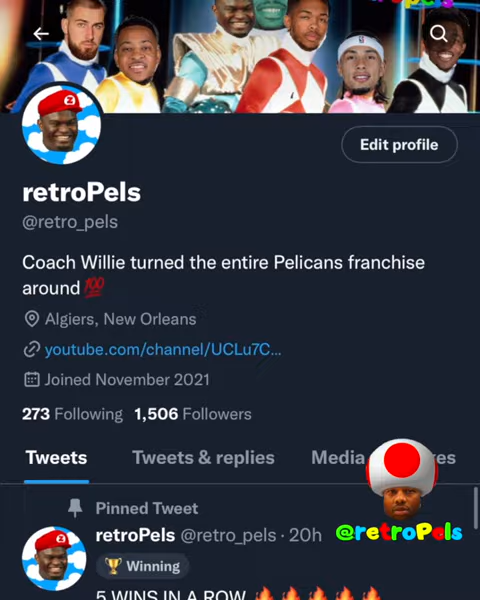 Edit profile
retroPels
@retro_pels
Coach Willie turned the entire Pelicans franchise
around 💯
Algiers, New Orleans
youtube.com/channel/UCLu7C...
Joined November 2021
273 Following 1,506 Followers
Tweets Tweets & replies Media
Pinned Tweet
retroPels @retro_pels · 20h
@retroPels
🏆 Winning
5 WINS IN A ROW 🔥🔥🔥🔥🔥